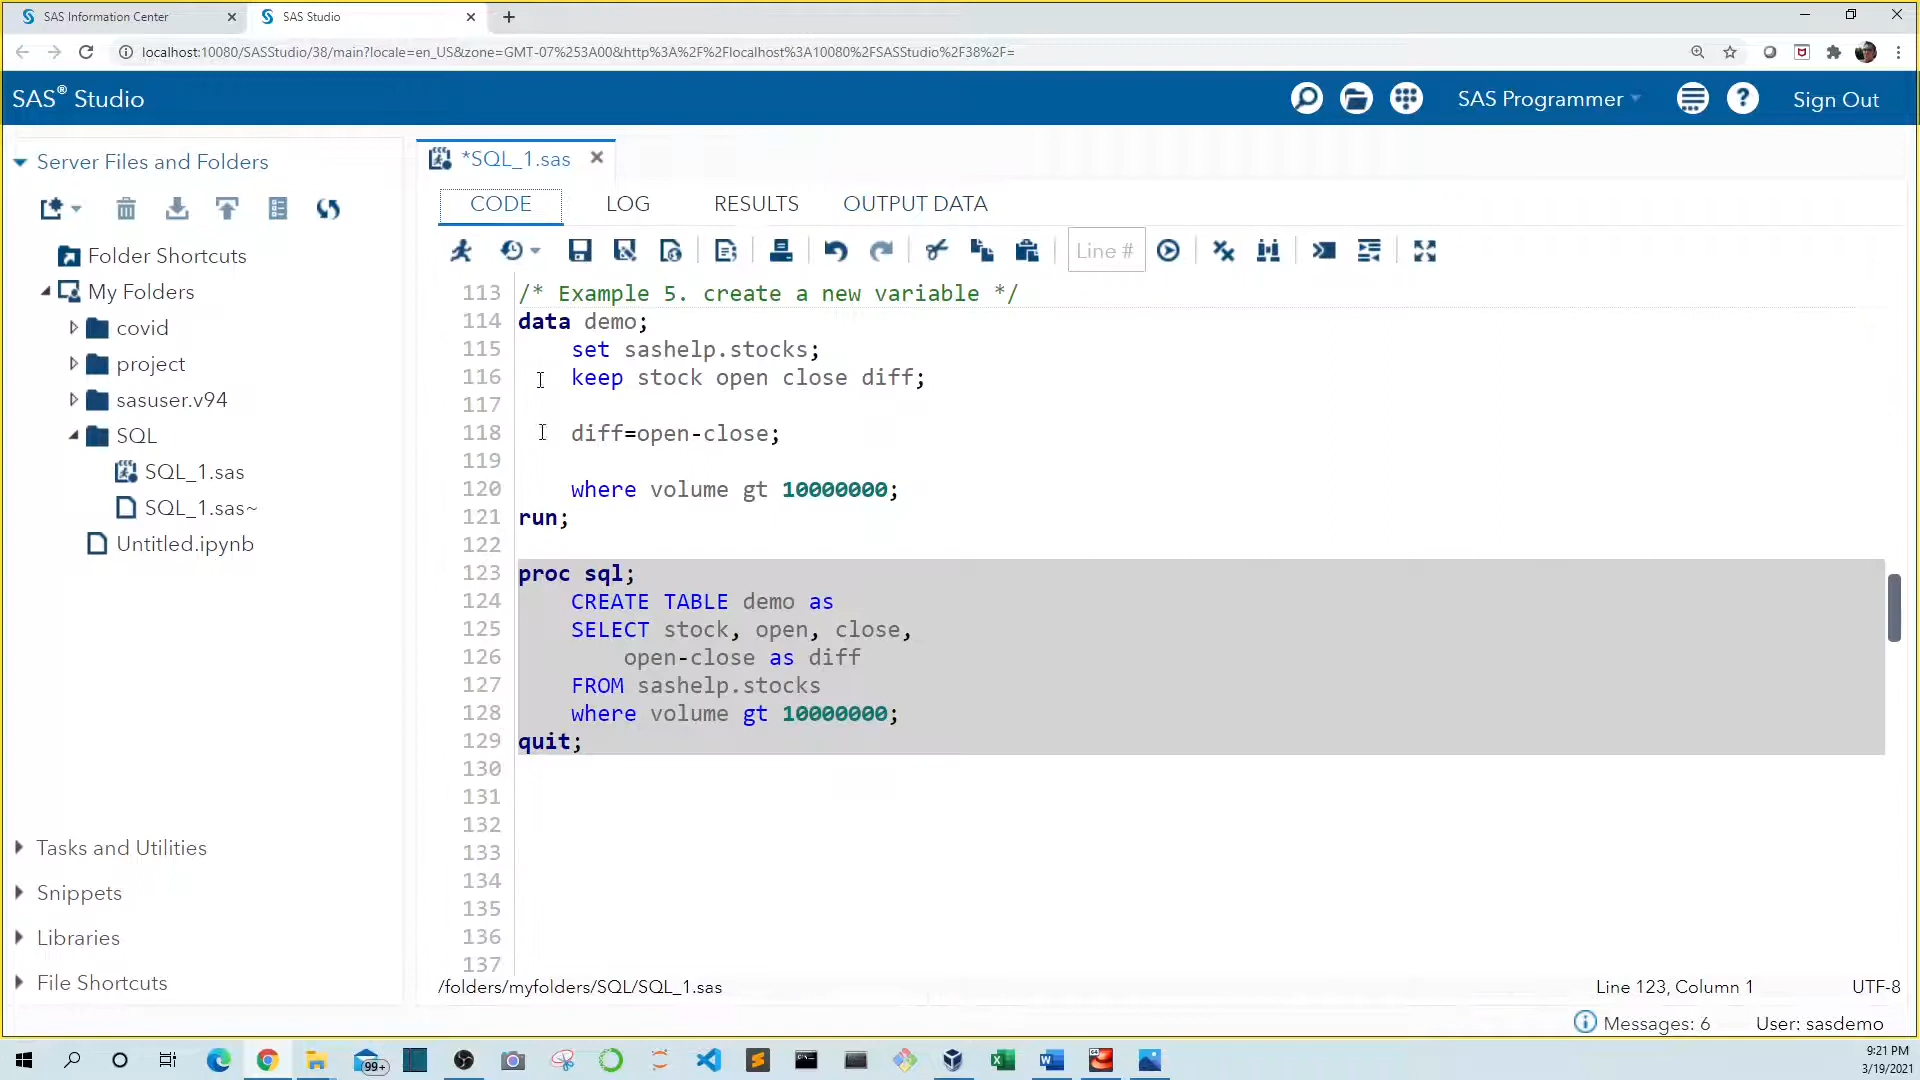 SAS Information Center
SAS Studio
localhost:10080/SASStudio/38/main?locale=en_US&zone=GMT-07%253A00&http%3A%2F%2Flocalhost%3A10080%2FSASStudio%2F38%2F=
SAS® Studio
SAS Programmer
Sign Out
Server Files and Folders
Folder Shortcuts
My Folders
covid
project
sasuser.v94
SQL
SQL_1.sas
SQL_1.sas~
Untitled.ipynb
Tasks and Utilities
Snippets
Libraries
File Shortcuts
*SQL_1.sas
CODE LOG RESULTS OUTPUT DATA
Line #
113 /* Example 5. create a new variable */
114 data demo;
115 set sashelp.stocks;
116 keep stock open close diff;
117
118 diff=open-close;
119
120 where volume gt 10000000;
121 run;
122
123 proc sql;
124 CREATE TABLE demo as
125 SELECT stock, open, close,
126 open-close as diff
127 FROM sashelp.stocks
128 where volume gt 10000000;
129 quit;
130
131
132
133
134
135
136
137
/folders/myfolders/SQL/SQL_1.sas
Line 123, Column 1
UTF-8
Messages: 6
User: sasdemo
99+
9:21 PM
3/19/2021